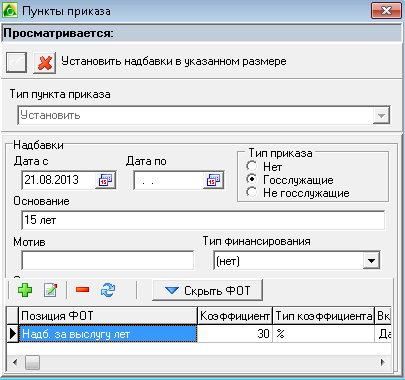 Пункты приказа
Просматривается:
Установить надбавки в указанном размере
Тип пункта приказа
Установить
Надбавки
Дата с
Дата по
Тип приказа
Нет
21.08.2013
. .
Госслужащие
Не госслужащие
Основание
15 лет
Мотив
Тип финансирования
(нет)
Скрыть ФОТ
Позиция ФОТ
Коэффициент
Тип коэффициента
Вк
Надб. за выслугу лет
30
%
Да